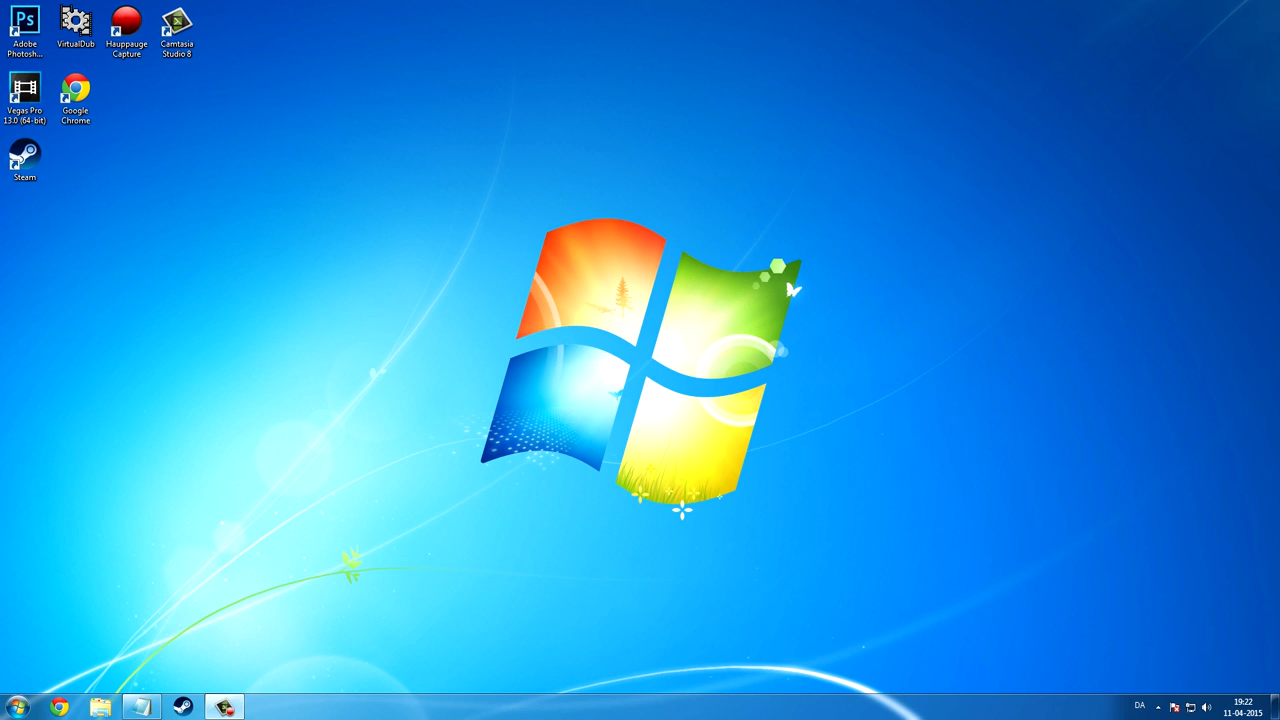 Ps
Adobe
Photosh...
VirtualDub
Hauppauge
Capture
Camtasia
Studio 8
Vegas Pro
13.0 (64-bit)
Google
Chrome
Steam
DA
19:22
11-04-2015